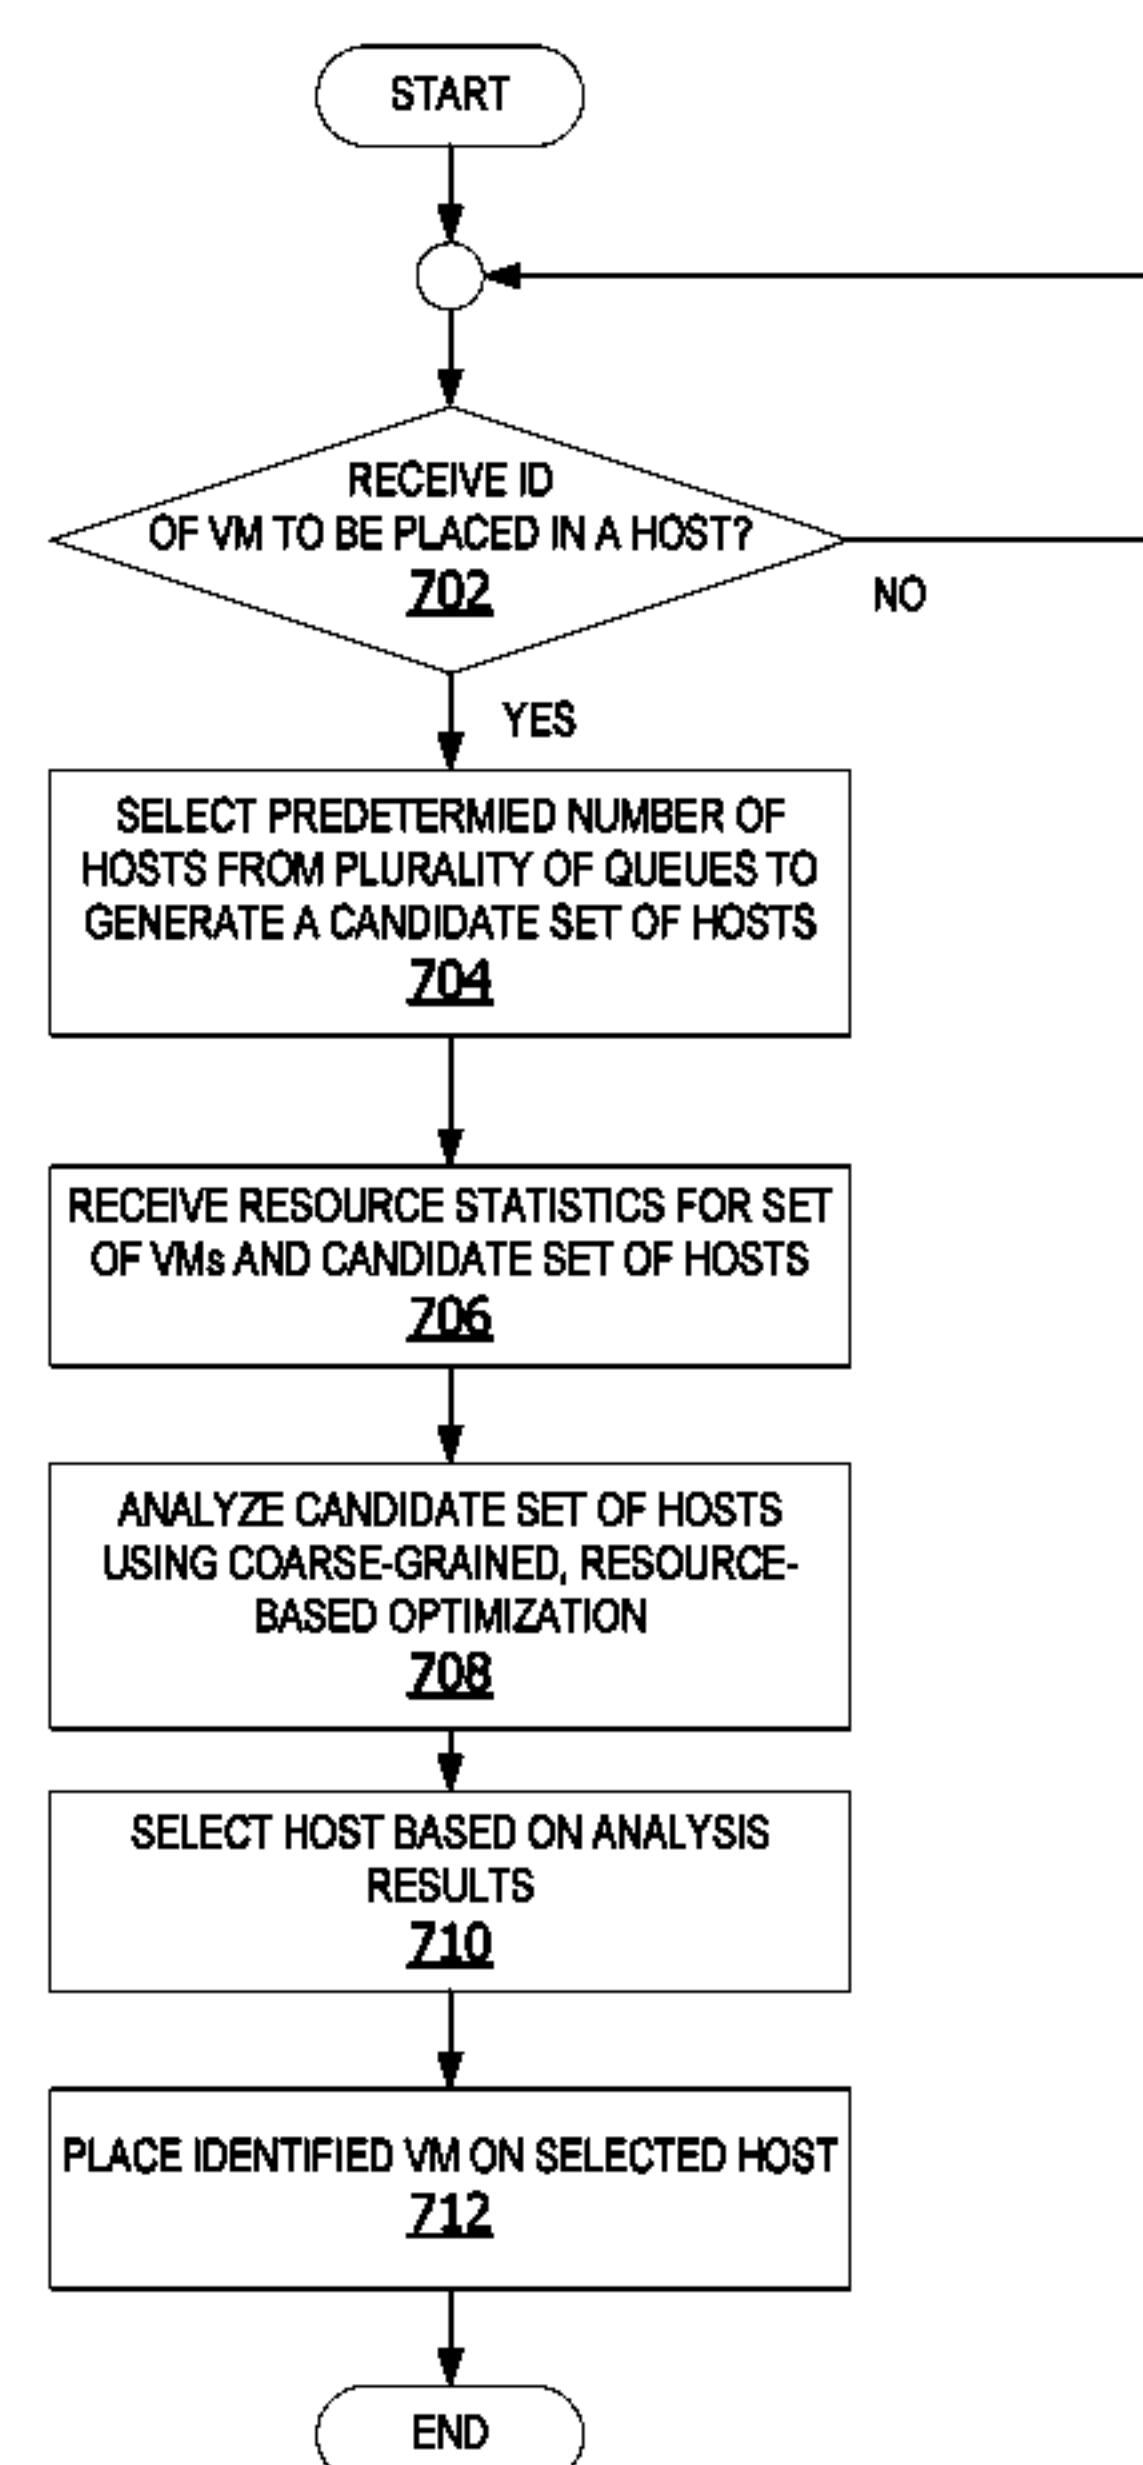 START
RECEIVE ID
OF VM TO BE PLACED IN A HOST?
702
NO
YES
SELECT PREDETERMIED NUMBER OF
HOSTS FROM PLURALITY OF QUEUES TO
GENERATE A CANDIDATE SET OF HOSTS
704
RECEIVE RESOURCE STATISTICS FOR SET
OF VMs AND CANDIDATE SET OF HOSTS
706
ANALYZE CANDIDATE SET OF HOSTS
USING COARSE-GRAINED, RESOURCE-
BASED OPTIMIZATION
708
SELECT HOST BASED ON ANALYSIS
RESULTS
710
PLACE IDENTIFIED VM ON SELECTED HOST
712
END